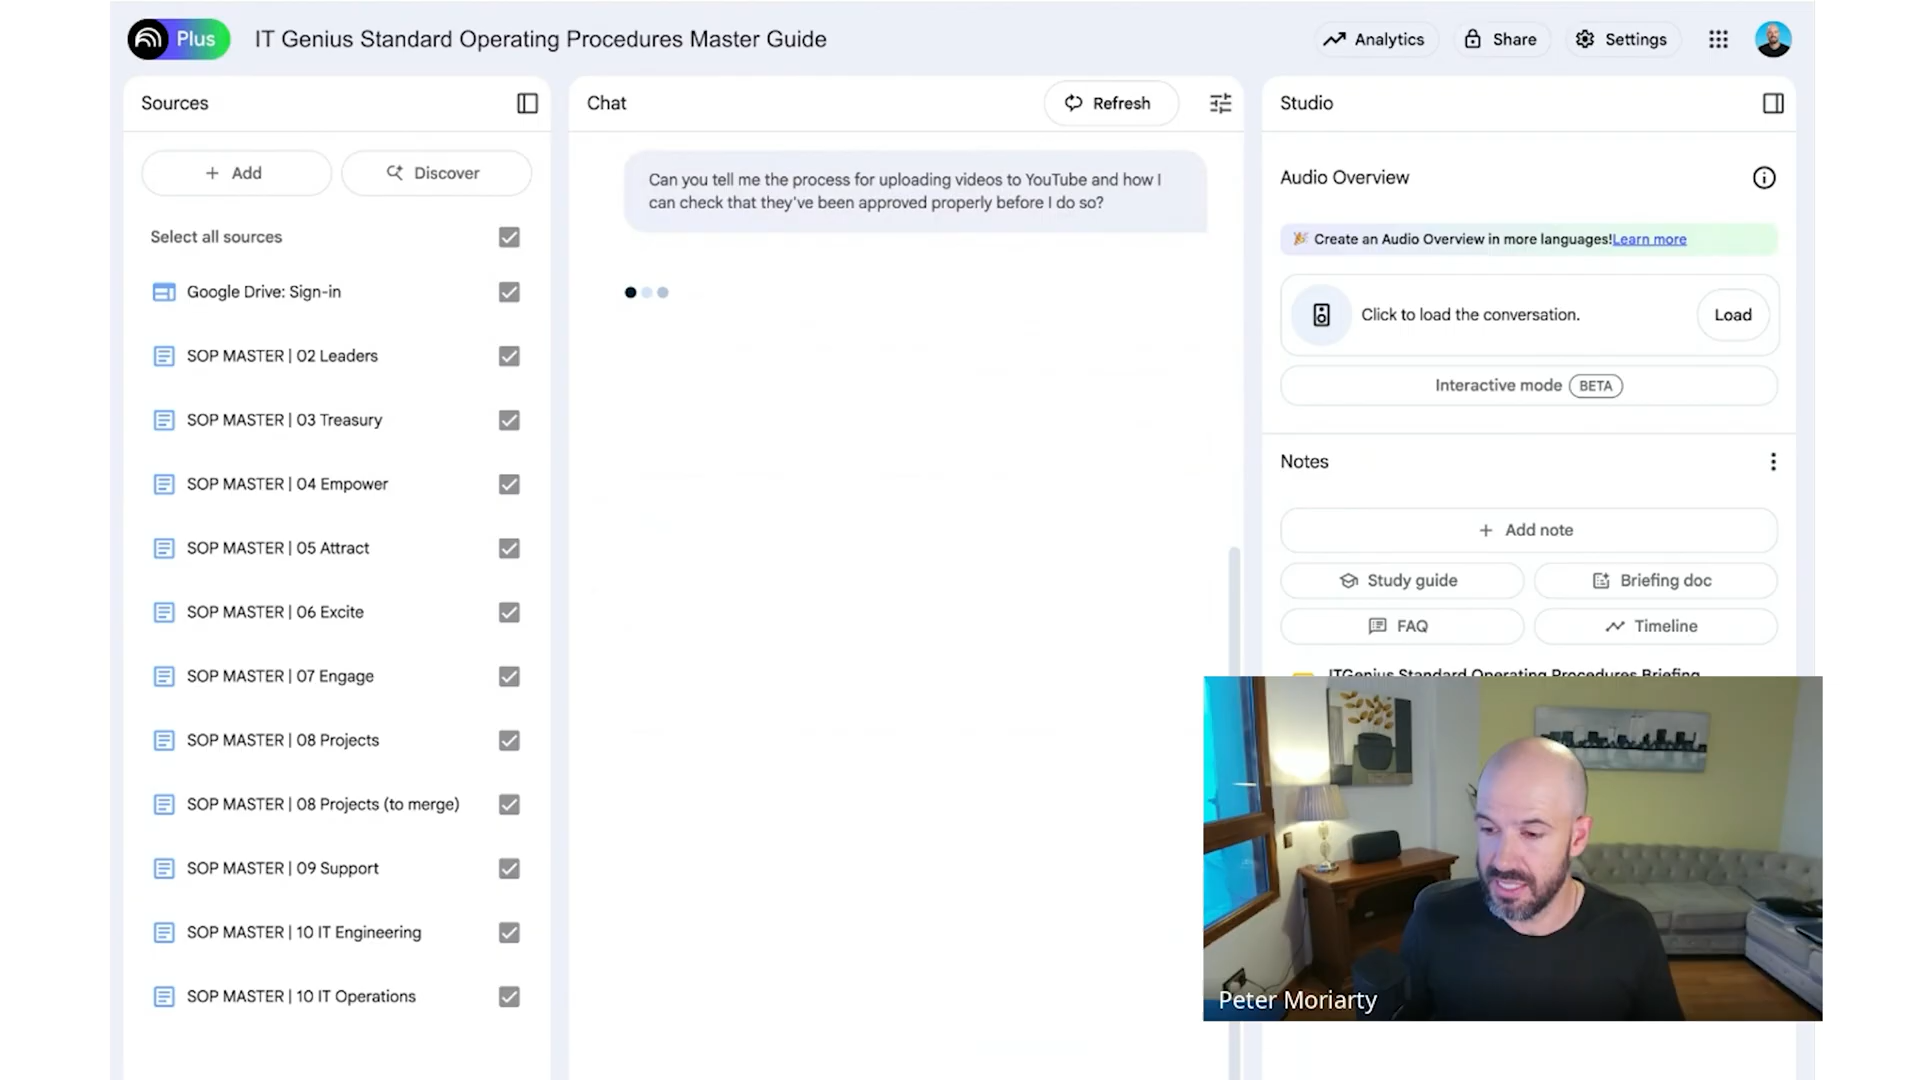 Plus
IT Genius Standard Operating Procedures Master Guide
Analytics
Share
Settings
Sources
Add
Discover
Select all sources
Google Drive: Sign-in
SOP MASTER | 02 Leaders
SOP MASTER | 03 Treasury
SOP MASTER | 04 Empower
SOP MASTER | 05 Attract
SOP MASTER | 06 Excite
SOP MASTER | 07 Engage
SOP MASTER | 08 Projects
SOP MASTER | 08 Projects (to merge)
SOP MASTER | 09 Support
SOP MASTER | 10 IT Engineering
SOP MASTER | 10 IT Operations
Chat
Refresh
Can you tell me the process for uploading videos to YouTube and how I
can check that they've been approved properly before I do so?
Studio
Audio Overview
Create an Audio Overview in more languages!Learn more
Click to load the conversation.
Load
Interactive mode BETA
Notes
Add note
Study guide
Briefing doc
FAQ
Timeline
ITGenius Standard Operating Procedures Briefing
Peter Moriarty